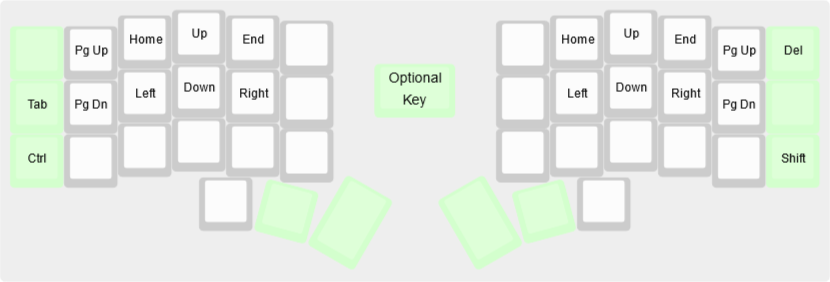 Pg Up
Home
Up
End
Home
Up
End
Pg Up
Del
Tab
Pg Dn
Left
Down
Right
Optional
Key
Left
Down
Right
Pg Dn
Ctrl
Shift